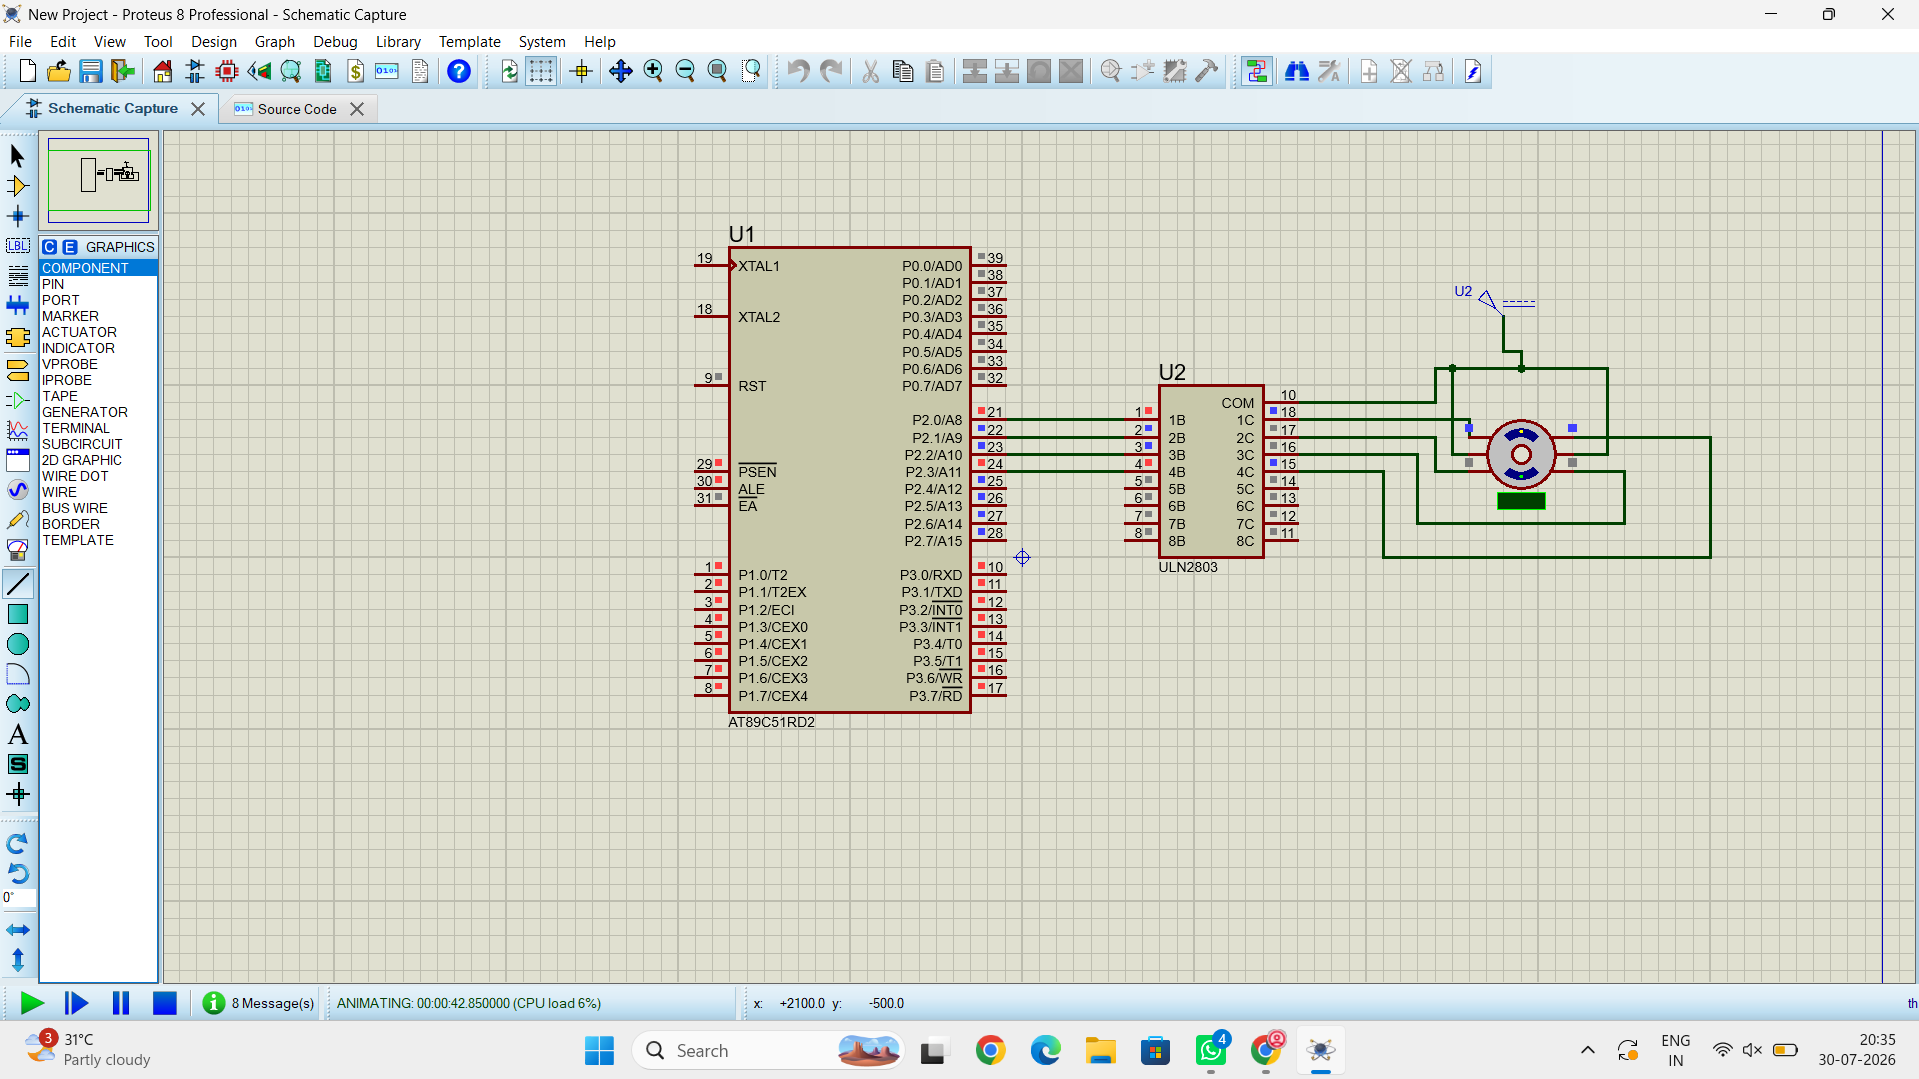 New Project - Proteus 8 Professional - Schematic Capture
File Edit View Tool Design Graph Debug Library Template System Help
Schematic Capture
Source Code
LBL
C E GRAPHICS
COMPONENT
PIN
PORT
MARKER
ACTUATOR
INDICATOR
VPROBE
IPROBE
TAPE
GENERATOR
TERMINAL
SUBCIRCUIT
2D GRAPHIC
WIRE DOT
WIRE
BUS WIRE
BORDER
TEMPLATE
A
S
0°
U1
19 XTAL1
18 XTAL2
9 RST
29 PSEN
30 ALE
31 EA
1 P1.0/T2
2 P1.1/T2EX
3 P1.2/ECI
4 P1.3/CEX0
5 P1.4/CEX1
6 P1.5/CEX2
7 P1.6/CEX3
8 P1.7/CEX4
P0.0/AD0 39
P0.1/AD1 38
P0.2/AD2 37
P0.3/AD3 36
P0.4/AD4 35
P0.5/AD5 34
P0.6/AD6 33
P0.7/AD7 32
P2.0/A8 21
P2.1/A9 22
P2.2/A10 23
P2.3/A11 24
P2.4/A12 25
P2.5/A13 26
P2.6/A14 27
P2.7/A15 28
P3.0/RXD 10
P3.1/TXD 11
P3.2/INT0 12
P3.3/INT1 13
P3.4/T0 14
P3.5/T1 15
P3.6/WR 16
P3.7/RD 17
AT89C51RD2
U2
COM 10
1 1B 1C 18
2 2B 2C 17
3 3B 3C 16
4 4B 4C 15
5 5B 5C 14
6 6B 6C 13
7 7B 7C 12
8 8B 8C 11
ULN2803
U2
8 Message(s)
ANIMATING: 00:00:42.850000 (CPU load 6%)
x: +2100.0 y: -500.0
th
3
31°C
Partly cloudy
Search
4
ENG
IN
20:35
30-07-2026